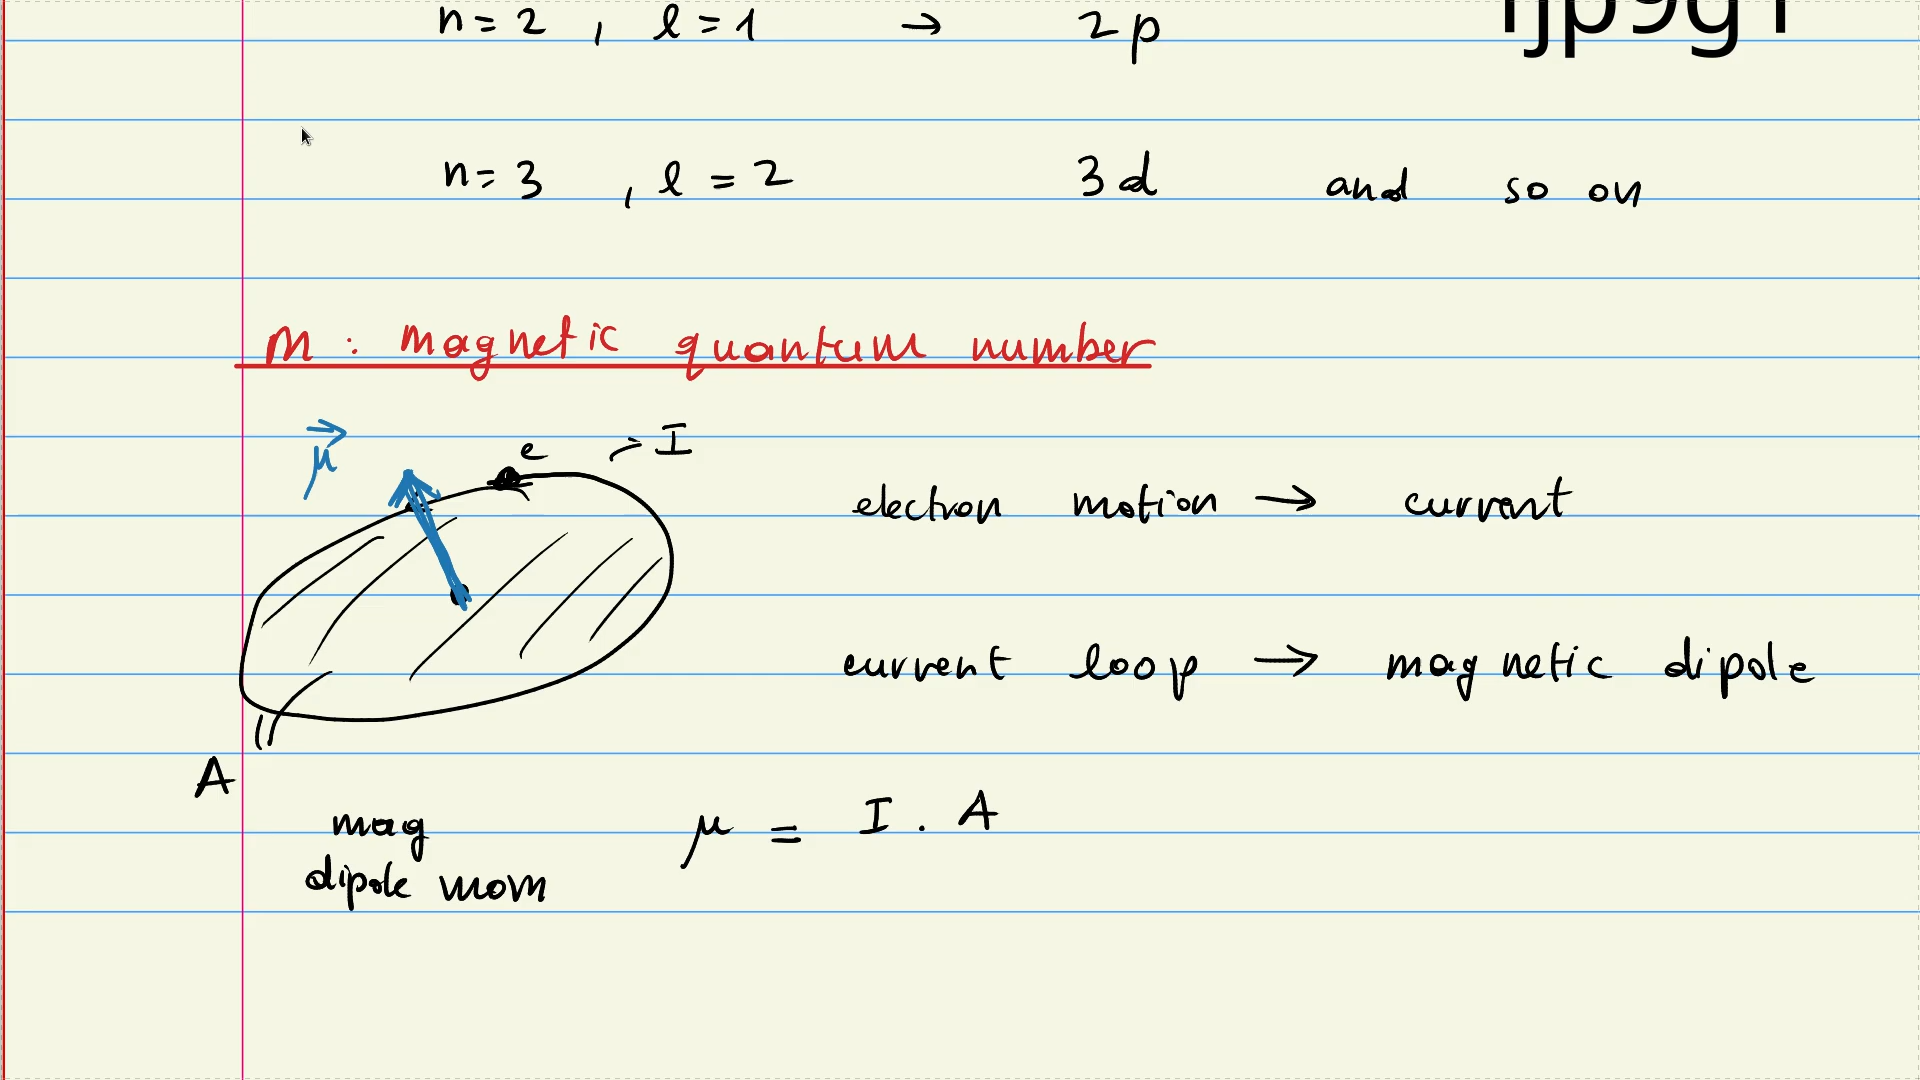 n = 2 , l = 1 → 2p
n = 3 , l = 2 3d and so on
m : magnetic quantum number
μ⃗ e I
electron motion → current
current loop → magnetic dipole
A
mag dipole mom μ = I . A